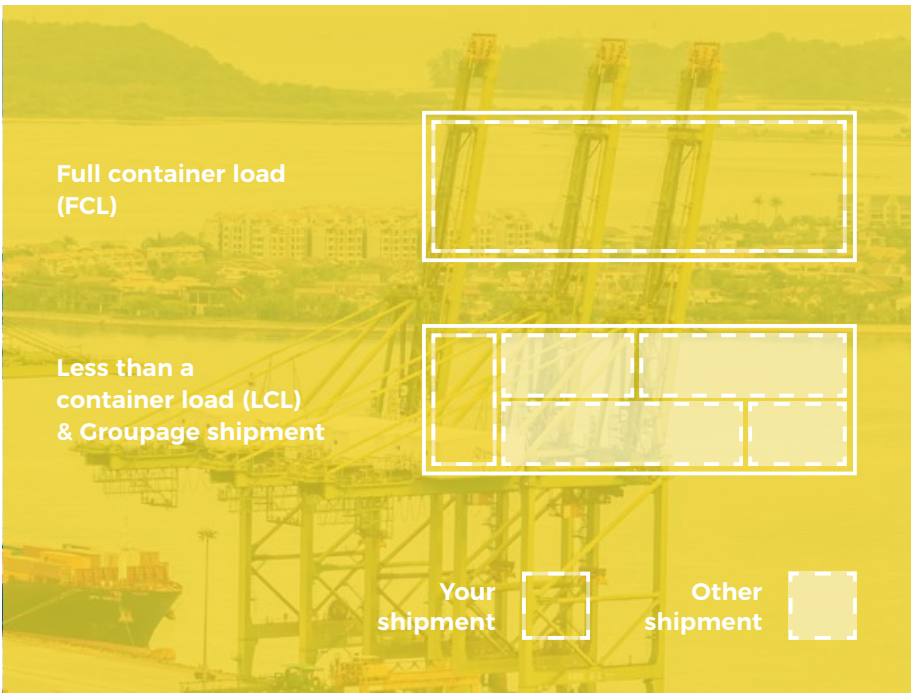 Full container load
(FCL)
Less than a
container load (LCL)
& Groupage shipment
Your
shipment
Other
shipment